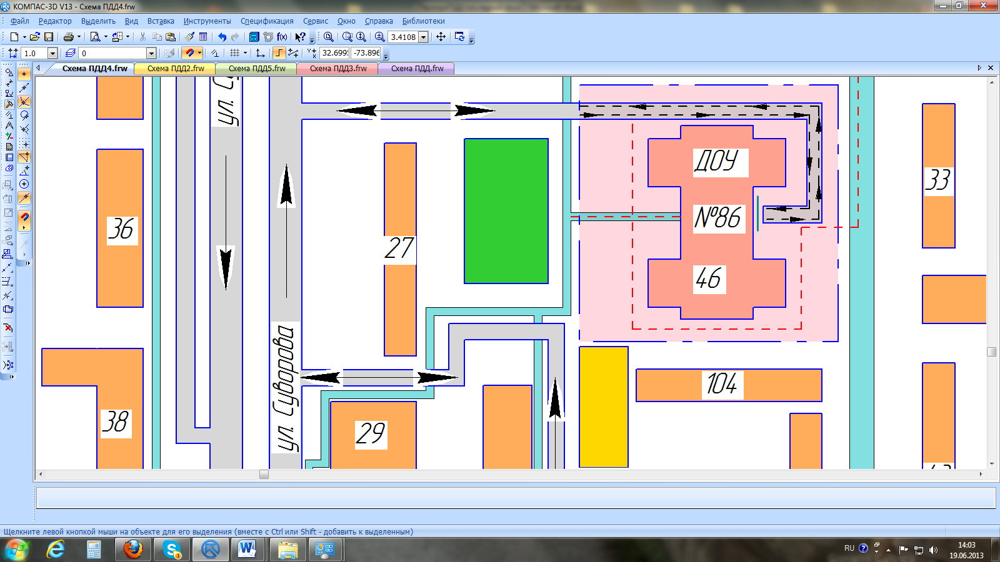 КОМПАС-3D V13 - Схема ПДД4.frw
Файл Редактор Выделить Вид Вставка Инструменты Спецификация Сервис Окно Справка Библиотеки
f(x) 3.4108
1.0 0 32.699 -73.896
Схема ПДД4.frw Схема ПДД2.frw Схема ПДД5.frw Схема ПДД3.frw Схема ПДД.frw
ул.
ДОУ
33
№86
36
27
46
ул. Суворова
104
38
29
Щелкните левой кнопкой мыши на объекте для его выделения (вместе с Ctrl или Shift - добавить к выделенным)
RU
14:03
19.06.2013